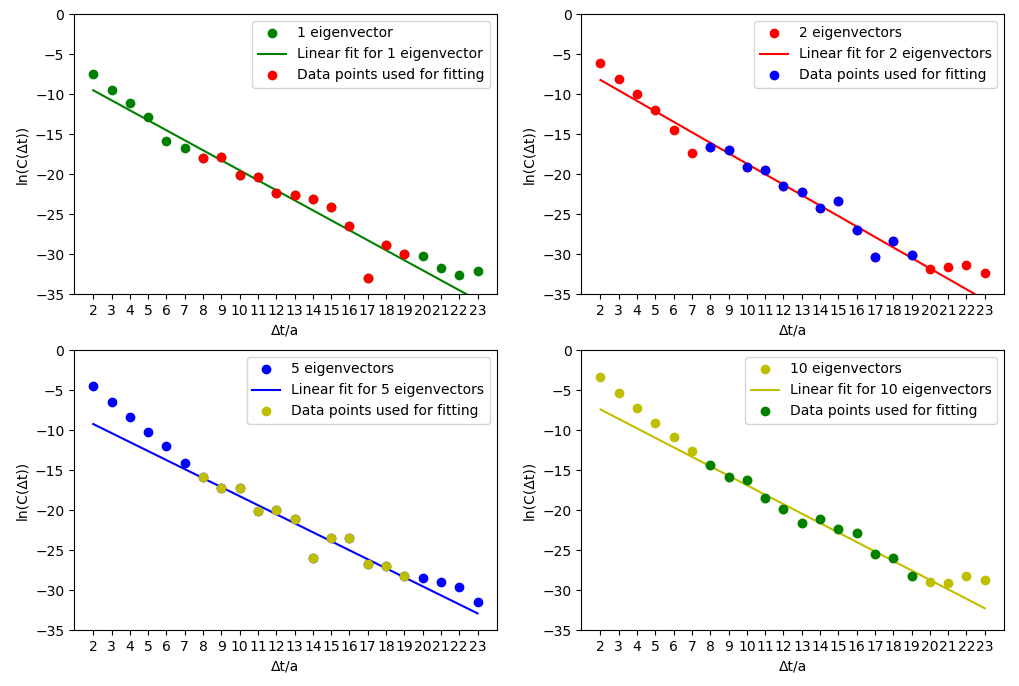 1 eigenvector
Linear fit for 1 eigenvector
Data points used for fitting
ln(C(Δt))
0
−5
−10
−15
−20
−25
−30
−35
2 3 4 5 6 7 8 9 10 11 12 13 14 15 16 17 18 19 20 21 22 23
Δt/a
2 eigenvectors
Linear fit for 2 eigenvectors
Data points used for fitting
ln(C(Δt))
0
−5
−10
−15
−20
−25
−30
−35
2 3 4 5 6 7 8 9 10 11 12 13 14 15 16 17 18 19 20 21 22 23
Δt/a
5 eigenvectors
Linear fit for 5 eigenvectors
Data points used for fitting
ln(C(Δt))
0
−5
−10
−15
−20
−25
−30
−35
2 3 4 5 6 7 8 9 10 11 12 13 14 15 16 17 18 19 20 21 22 23
Δt/a
10 eigenvectors
Linear fit for 10 eigenvectors
Data points used for fitting
ln(C(Δt))
0
−5
−10
−15
−20
−25
−30
−35
2 3 4 5 6 7 8 9 10 11 12 13 14 15 16 17 18 19 20 21 22 23
Δt/a